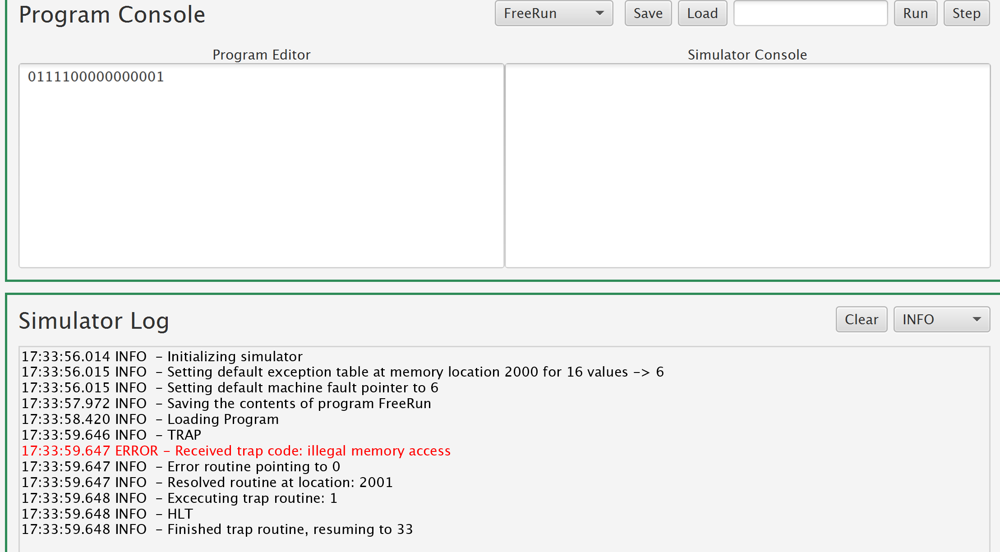 Program Console
FreeRun Save Load Run Step
Program Editor Simulator Console
0111100000000001
Simulator Log
Clear INFO
17:33:56.014 INFO – Initializing simulator
17:33:56.015 INFO – Setting default exception table at memory location 2000 for 16 values –> 6
17:33:56.015 INFO – Setting default machine fault pointer to 6
17:33:57.972 INFO – Saving the contents of program FreeRun
17:33:58.420 INFO – Loading Program
17:33:59.646 INFO – TRAP
17:33:59.647 ERROR – Received trap code: illegal memory access
17:33:59.647 INFO – Error routine pointing to 0
17:33:59.647 INFO – Resolved routine at location: 2001
17:33:59.648 INFO – Excecuting trap routine: 1
17:33:59.648 INFO – HLT
17:33:59.648 INFO – Finished trap routine, resuming to 33